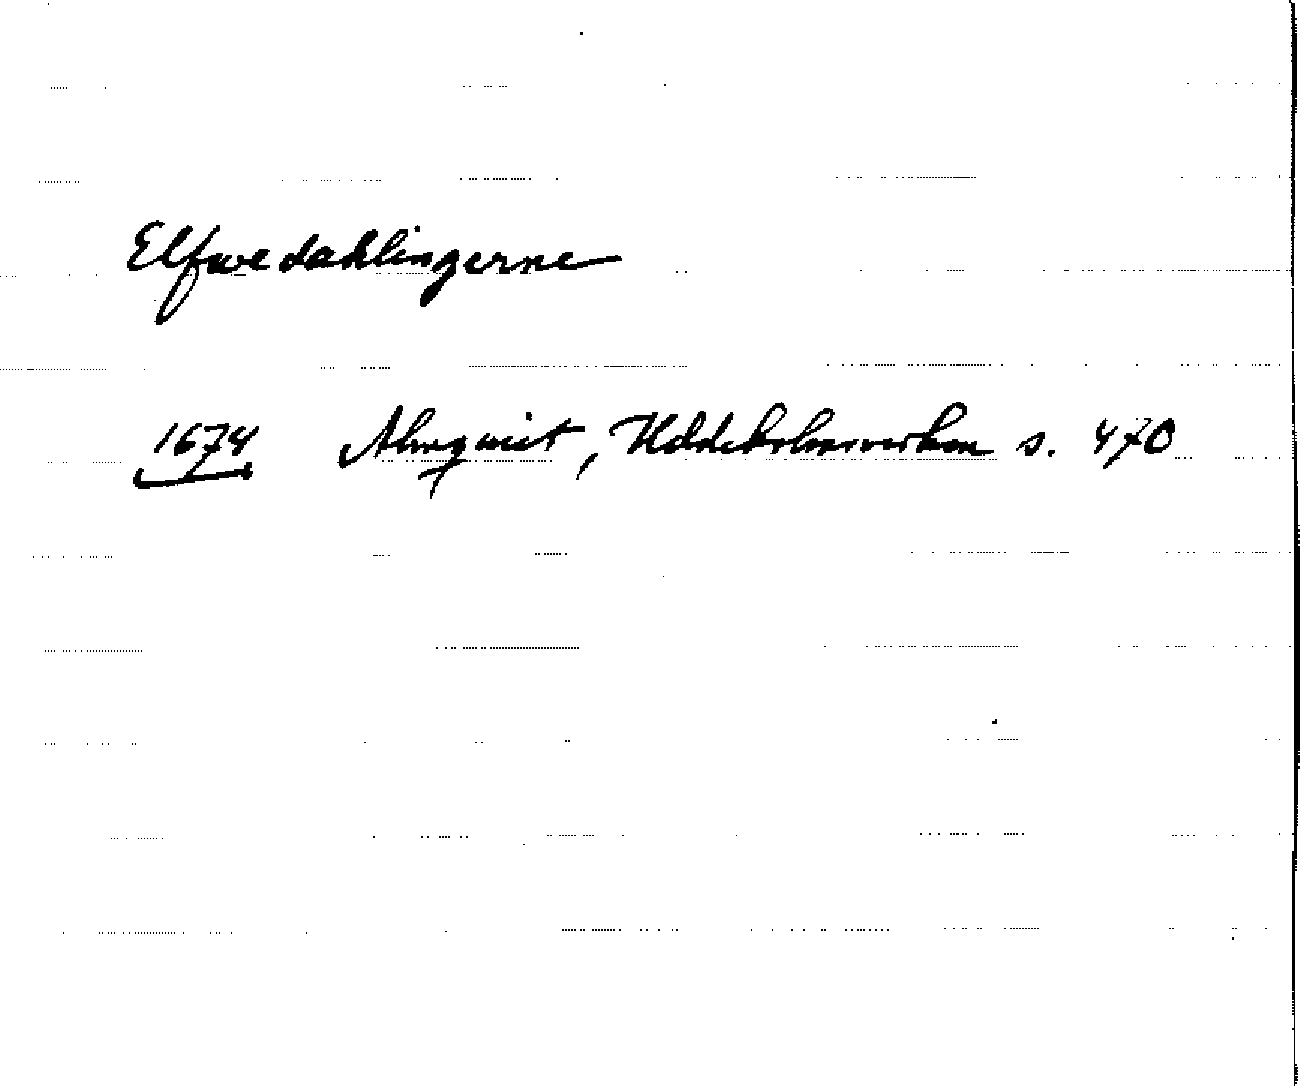 Elfwedahlingerne
1674 Almquist, Uddeholmsverken s. 470